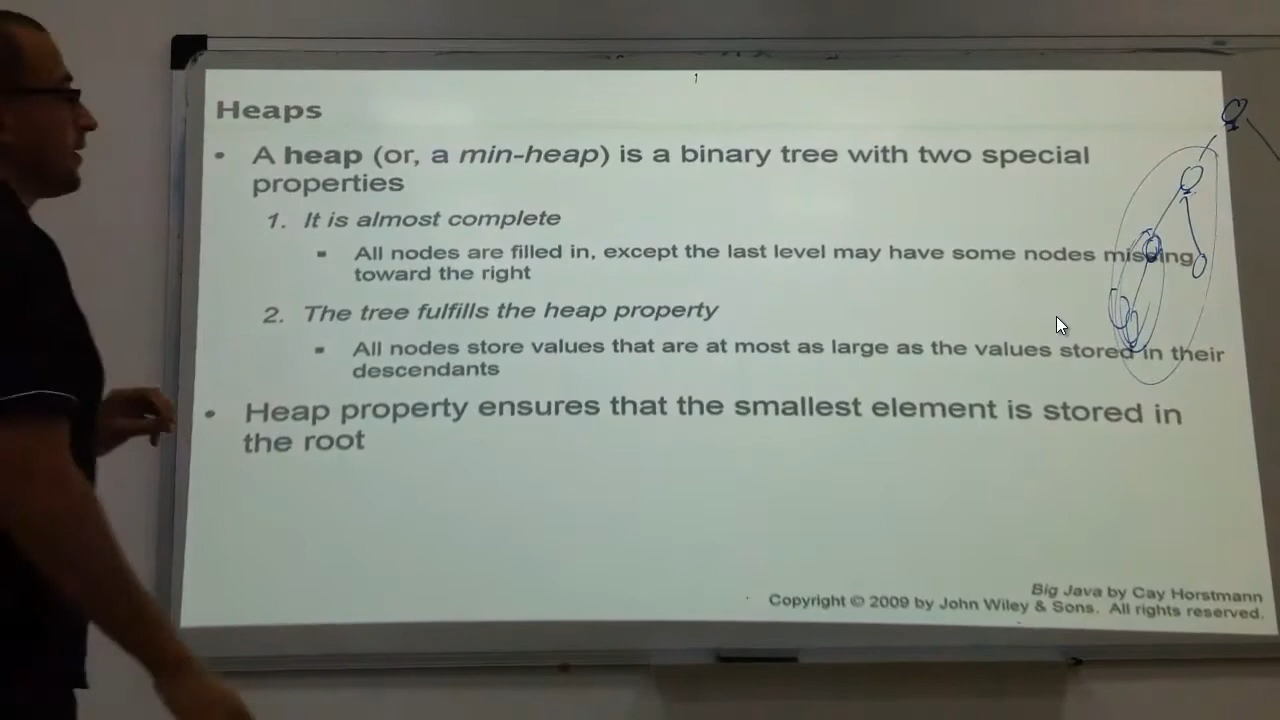 Heaps
• A heap (or, a min-heap) is a binary tree with two special
properties
1. It is almost complete
▪ All nodes are filled in, except the last level may have some nodes missing
toward the right
2. The tree fulfills the heap property
▪ All nodes store values that are at most as large as the values stored in their
descendants
• Heap property ensures that the smallest element is stored in
the root
Big Java by Cay Horstmann
Copyright © 2009 by John Wiley & Sons. All rights reserved.